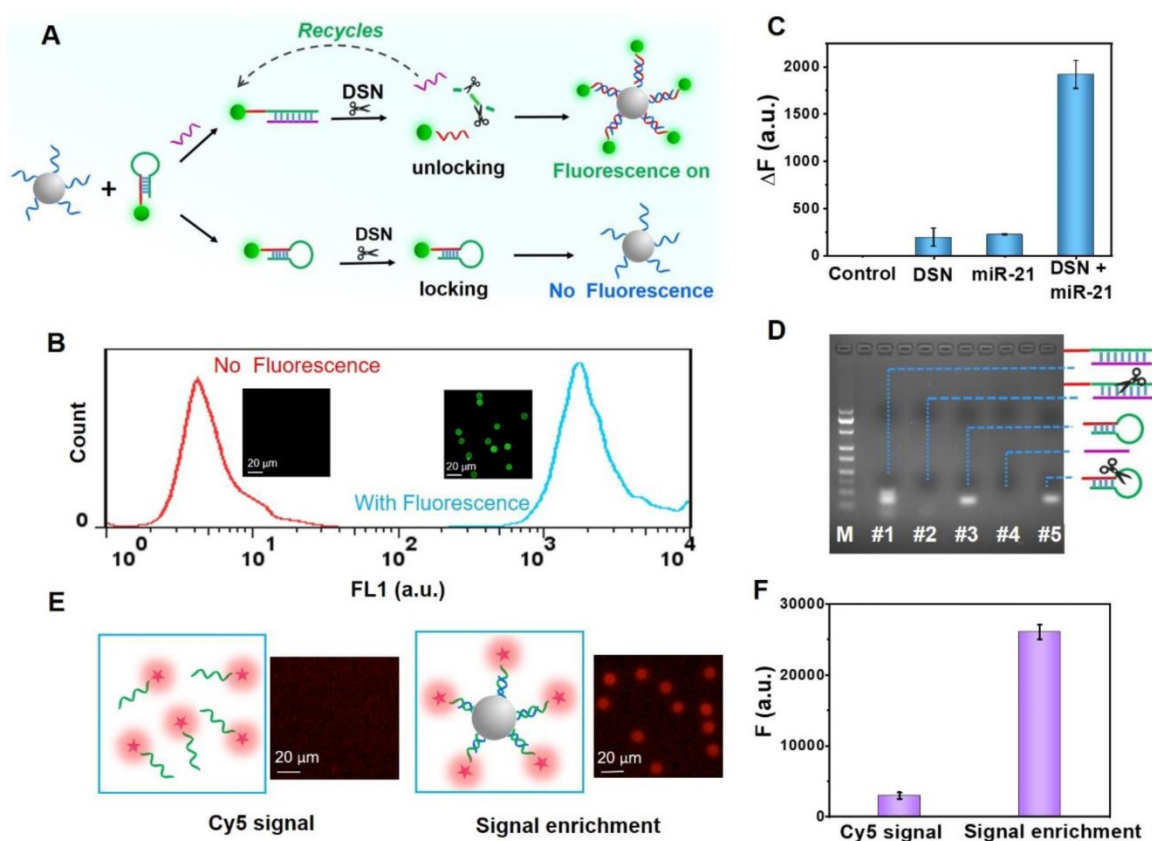 A
Recycles
DSN
unlocking
Fluorescence on
DSN
locking
No Fluorescence
C
ΔF (a.u.)
2000
1500
1000
500
0
Control
DSN
miR-21
DSN +
miR-21
B
Count
0
No Fluorescence
20 μm
20 μm
With Fluorescence
10⁰
10¹
10²
10³
10⁴
FL1 (a.u.)
D
M #1 #2 #3 #4 #5
E
20 μm
20 μm
Cy5 signal
Signal enrichment
F
F (a.u.)
30000
20000
10000
0
Cy5 signal
Signal enrichment